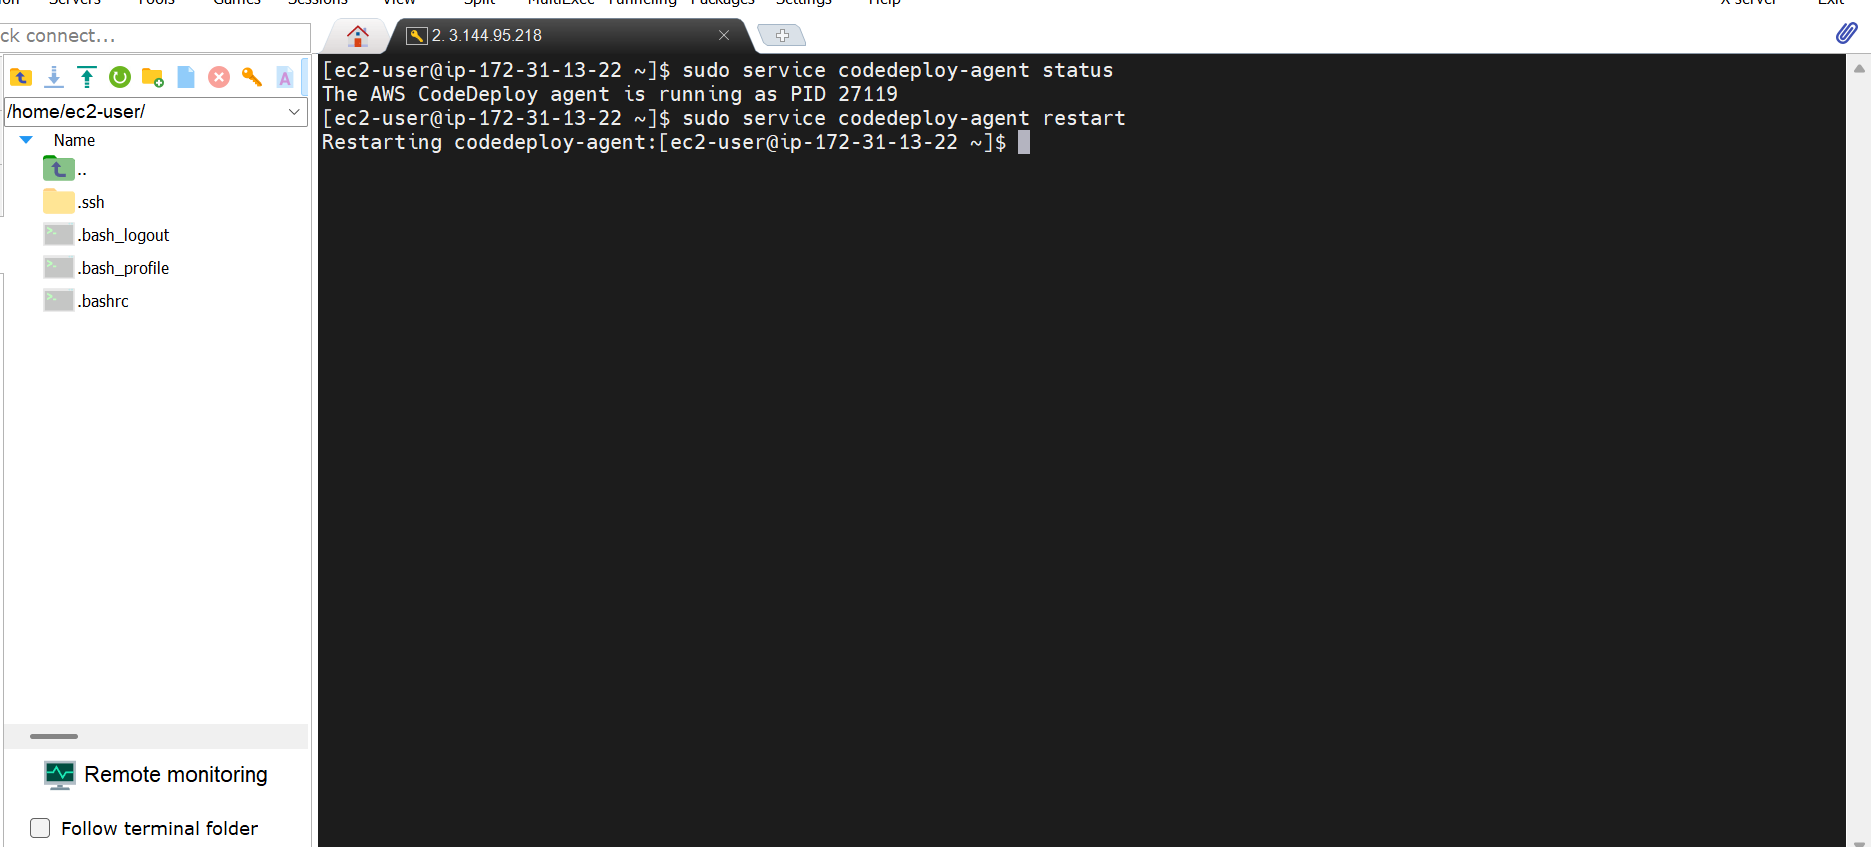 Servers Tools Games Sessions View Split MultiExec Tunneling Packages Settings Help X server Exit
ck connect...
2. 3.144.95.218
/home/ec2-user/
Name
..
.ssh
.bash_logout
.bash_profile
.bashrc
Remote monitoring
Follow terminal folder
[ec2-user@ip-172-31-13-22 ~]$ sudo service codedeploy-agent status
The AWS CodeDeploy agent is running as PID 27119
[ec2-user@ip-172-31-13-22 ~]$ sudo service codedeploy-agent restart
Restarting codedeploy-agent:[ec2-user@ip-172-31-13-22 ~]$